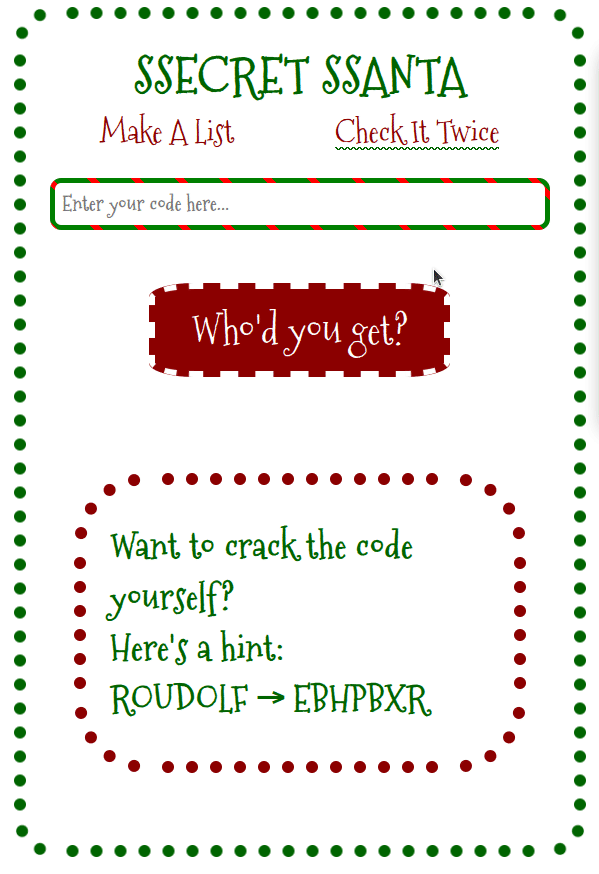 SSECRET SSANTA
Make A List
Check It Twice
Enter your code here...
Who'd you get?
Want to crack the code
yourself?
Here's a hint:
ROUDOLF → EBHPBXR